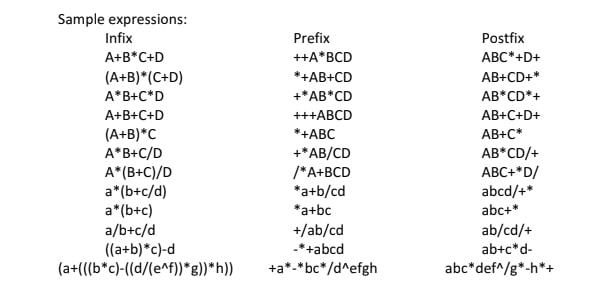 Sample expressions:
Infix Prefix Postfix
A+B*C+D ++A*BCD ABC*+D+
(A+B)*(C+D) *+AB+CD AB+CD+*
A*B+C*D +*AB*CD AB*CD*+
A+B+C+D +++ABCD AB+C+D+
(A+B)*C *+ABC AB+C*
A*B+C/D +*AB/CD AB*CD/+
A*(B+C)/D /*A+BCD ABC+*D/
a*(b+c/d) *a+b/cd abcd/+*
a*(b+c) *a+bc abc+*
a/b+c/d +/ab/cd ab/cd/+
((a+b)*c)-d -*+abcd ab+c*d-
(a+(((b*c)-((d/(e^f))*g))*h)) +a*-*bc*/d^efgh abc*def^/g*-h*+